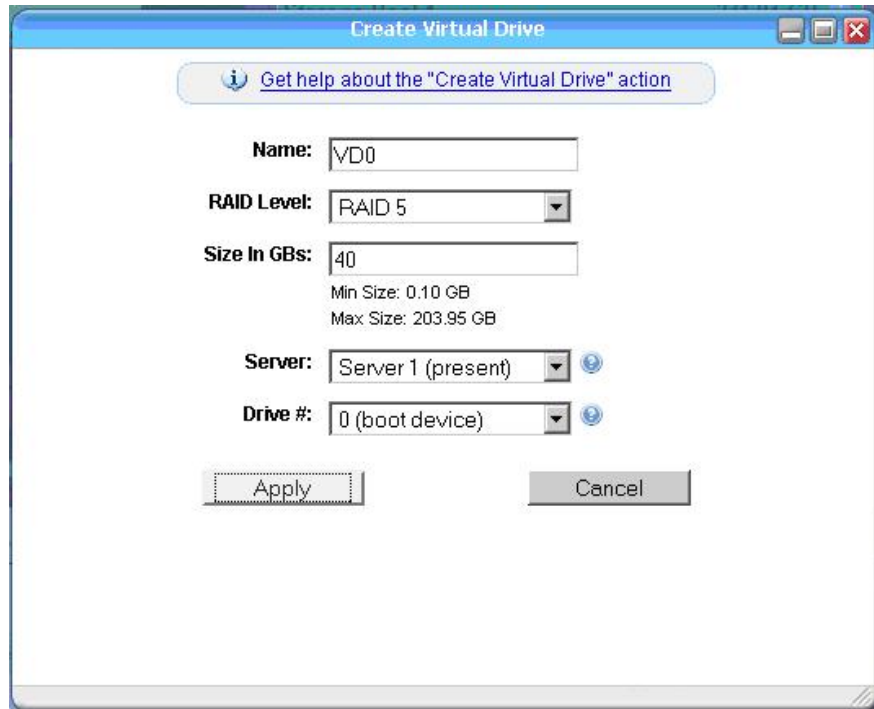 Create Virtual Drive
Get help about the "Create Virtual Drive" action
Name: VD0
RAID Level: RAID 5
Size In GBs: 40
Min Size: 0.10 GB
Max Size: 203.95 GB
Server: Server 1 (present)
Drive #: 0 (boot device)
Apply Cancel